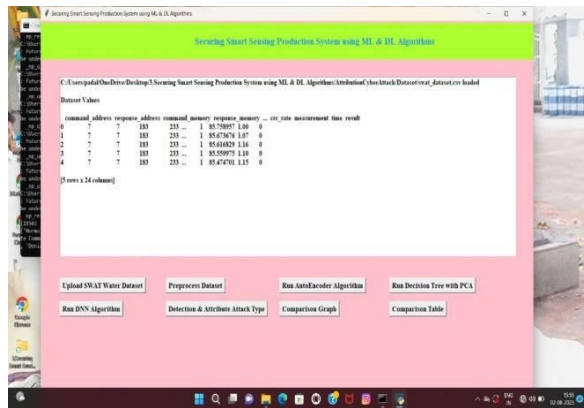 Securing Smart Sensing Production System using ML & DL Algorithms
Securing Smart Sensing Production System using ML & DL Algorithms
C:/Users/padal/OneDrive/Desktop/3.Securing Smart Sensing Production System using ML & DL Algorithms/AttributionCyberAttack/Dataset/swat_dataset.csv loaded
Dataset Values
command_address response_address command_memory response_memory ... crc_rate measurement time result
0 7 7 183 233 ... 1 85.758957 1.00 0
1 7 7 183 233 ... 1 85.673676 1.07 0
2 7 7 183 233 ... 1 85.616829 1.16 0
3 7 7 183 233 ... 1 85.559975 1.10 0
4 7 7 183 233 ... 1 85.474701 1.15 0
[5 rows x 24 columns]
Upload SWAT Water Dataset Preprocess Dataset Run AutoEncoder Algorithm Run Decision Tree with PCA
Run DNN Algorithm Detection & Attribute Attack Type Comparison Graph Comparison Table
Google
Chrome
ENG
IN